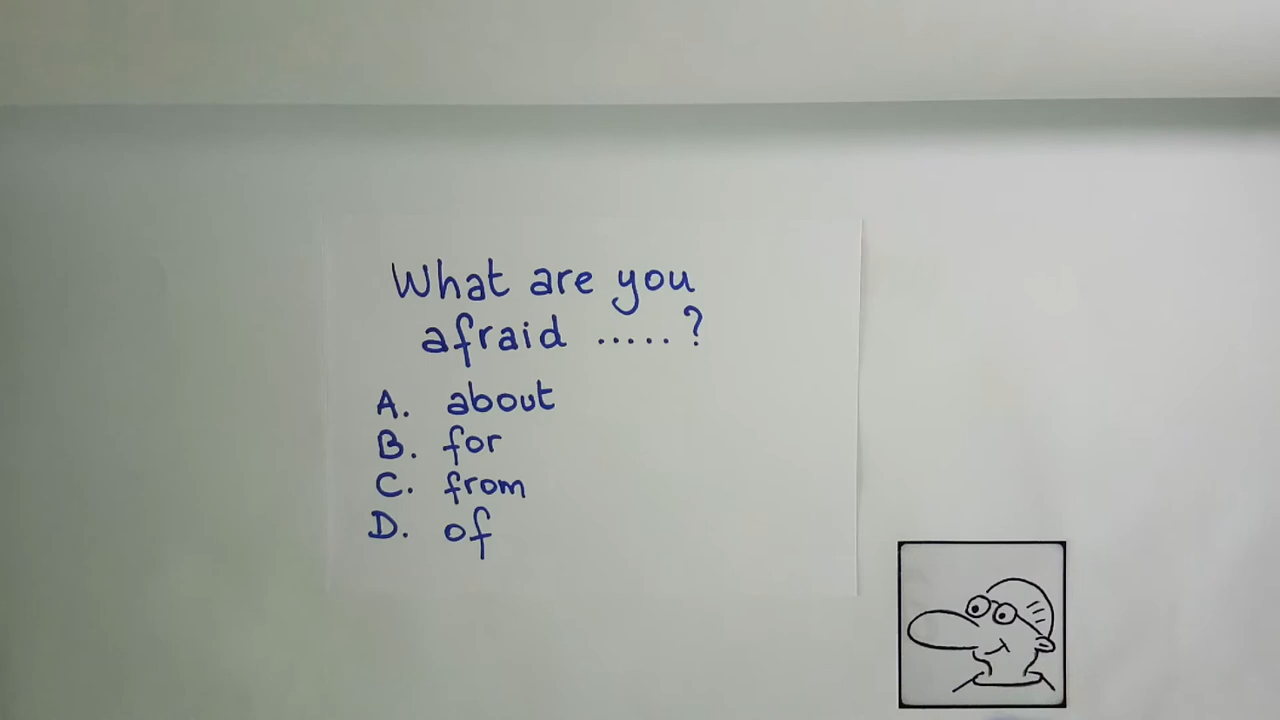 What are you
afraid .....?
A. about
B. for
C. from
D. of